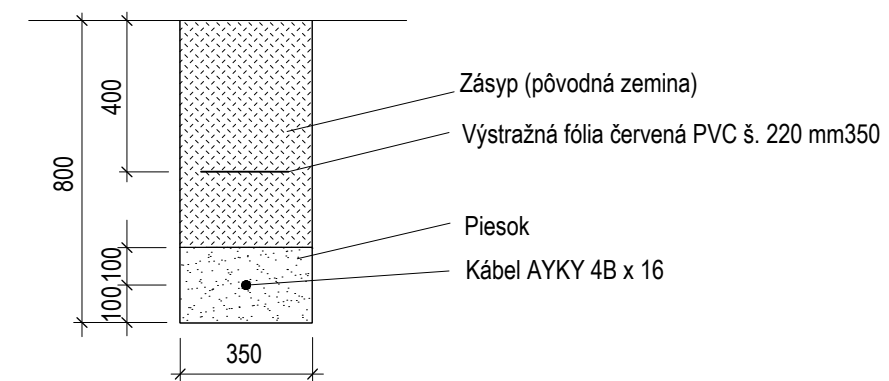 400
800
100
100
350
Zásyp (pôvodná zemina)
Výstražná fólia červená PVC š. 220 mm350
Piesok
Kábel AYKY 4B x 16